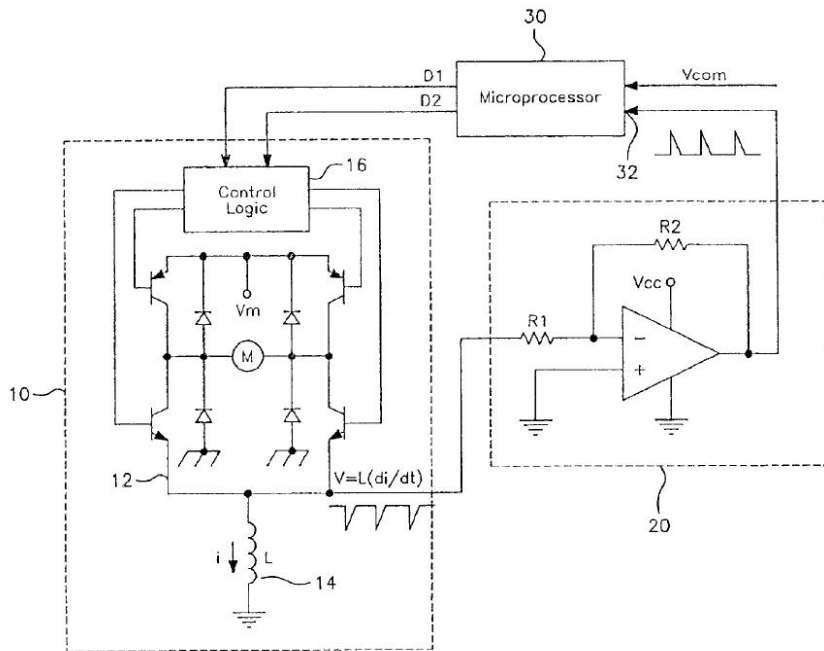 30
D1
D2
Microprocessor
Vcom
32
16
Control
Logic
Vm
M
10
12
V=L(di/dt)
i
L
14
R1
R2
Vcc
−
+
20